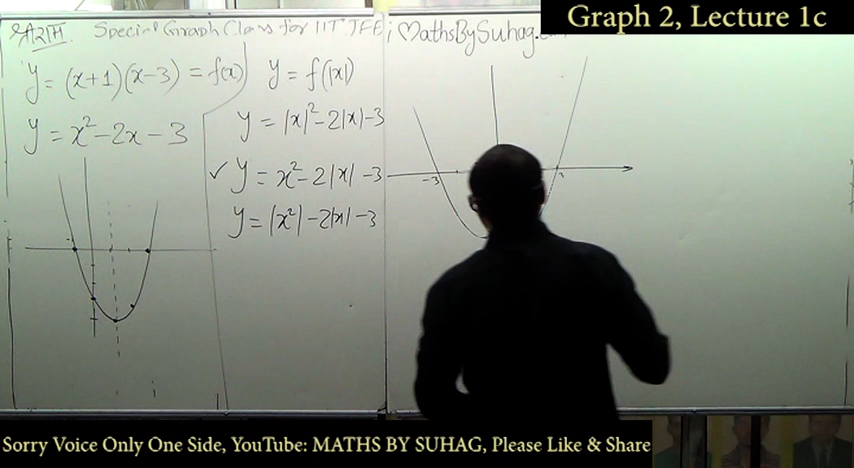 Graph 2, Lecture 1c
Special Graph Class for IIT JEE
MathsBySuhag.
y = (x+1)(x-3) = f(x)
y = x²-2x-3
y = f(|x|)
y = |x|²-2|x|-3
✓ y = x²-2|x|-3
y = |x²|-2|x|-3
-3
Sorry Voice Only One Side, YouTube: MATHS BY SUHAG, Please Like & Share